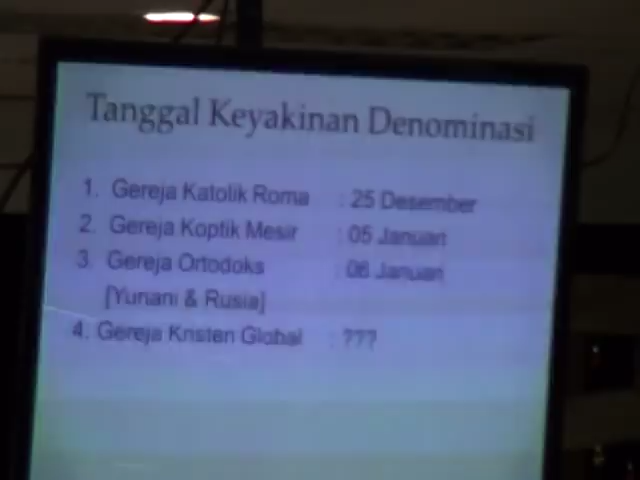 Tanggal Keyakinan Denominasi
1. Gereja Katolik Roma : 25 Desember
2. Gereja Koptik Mesir : 05 Januari
3. Gereja Ortodoks : 06 Januari
[Yunani & Rusia]
4. Gereja Kristen Global : ???